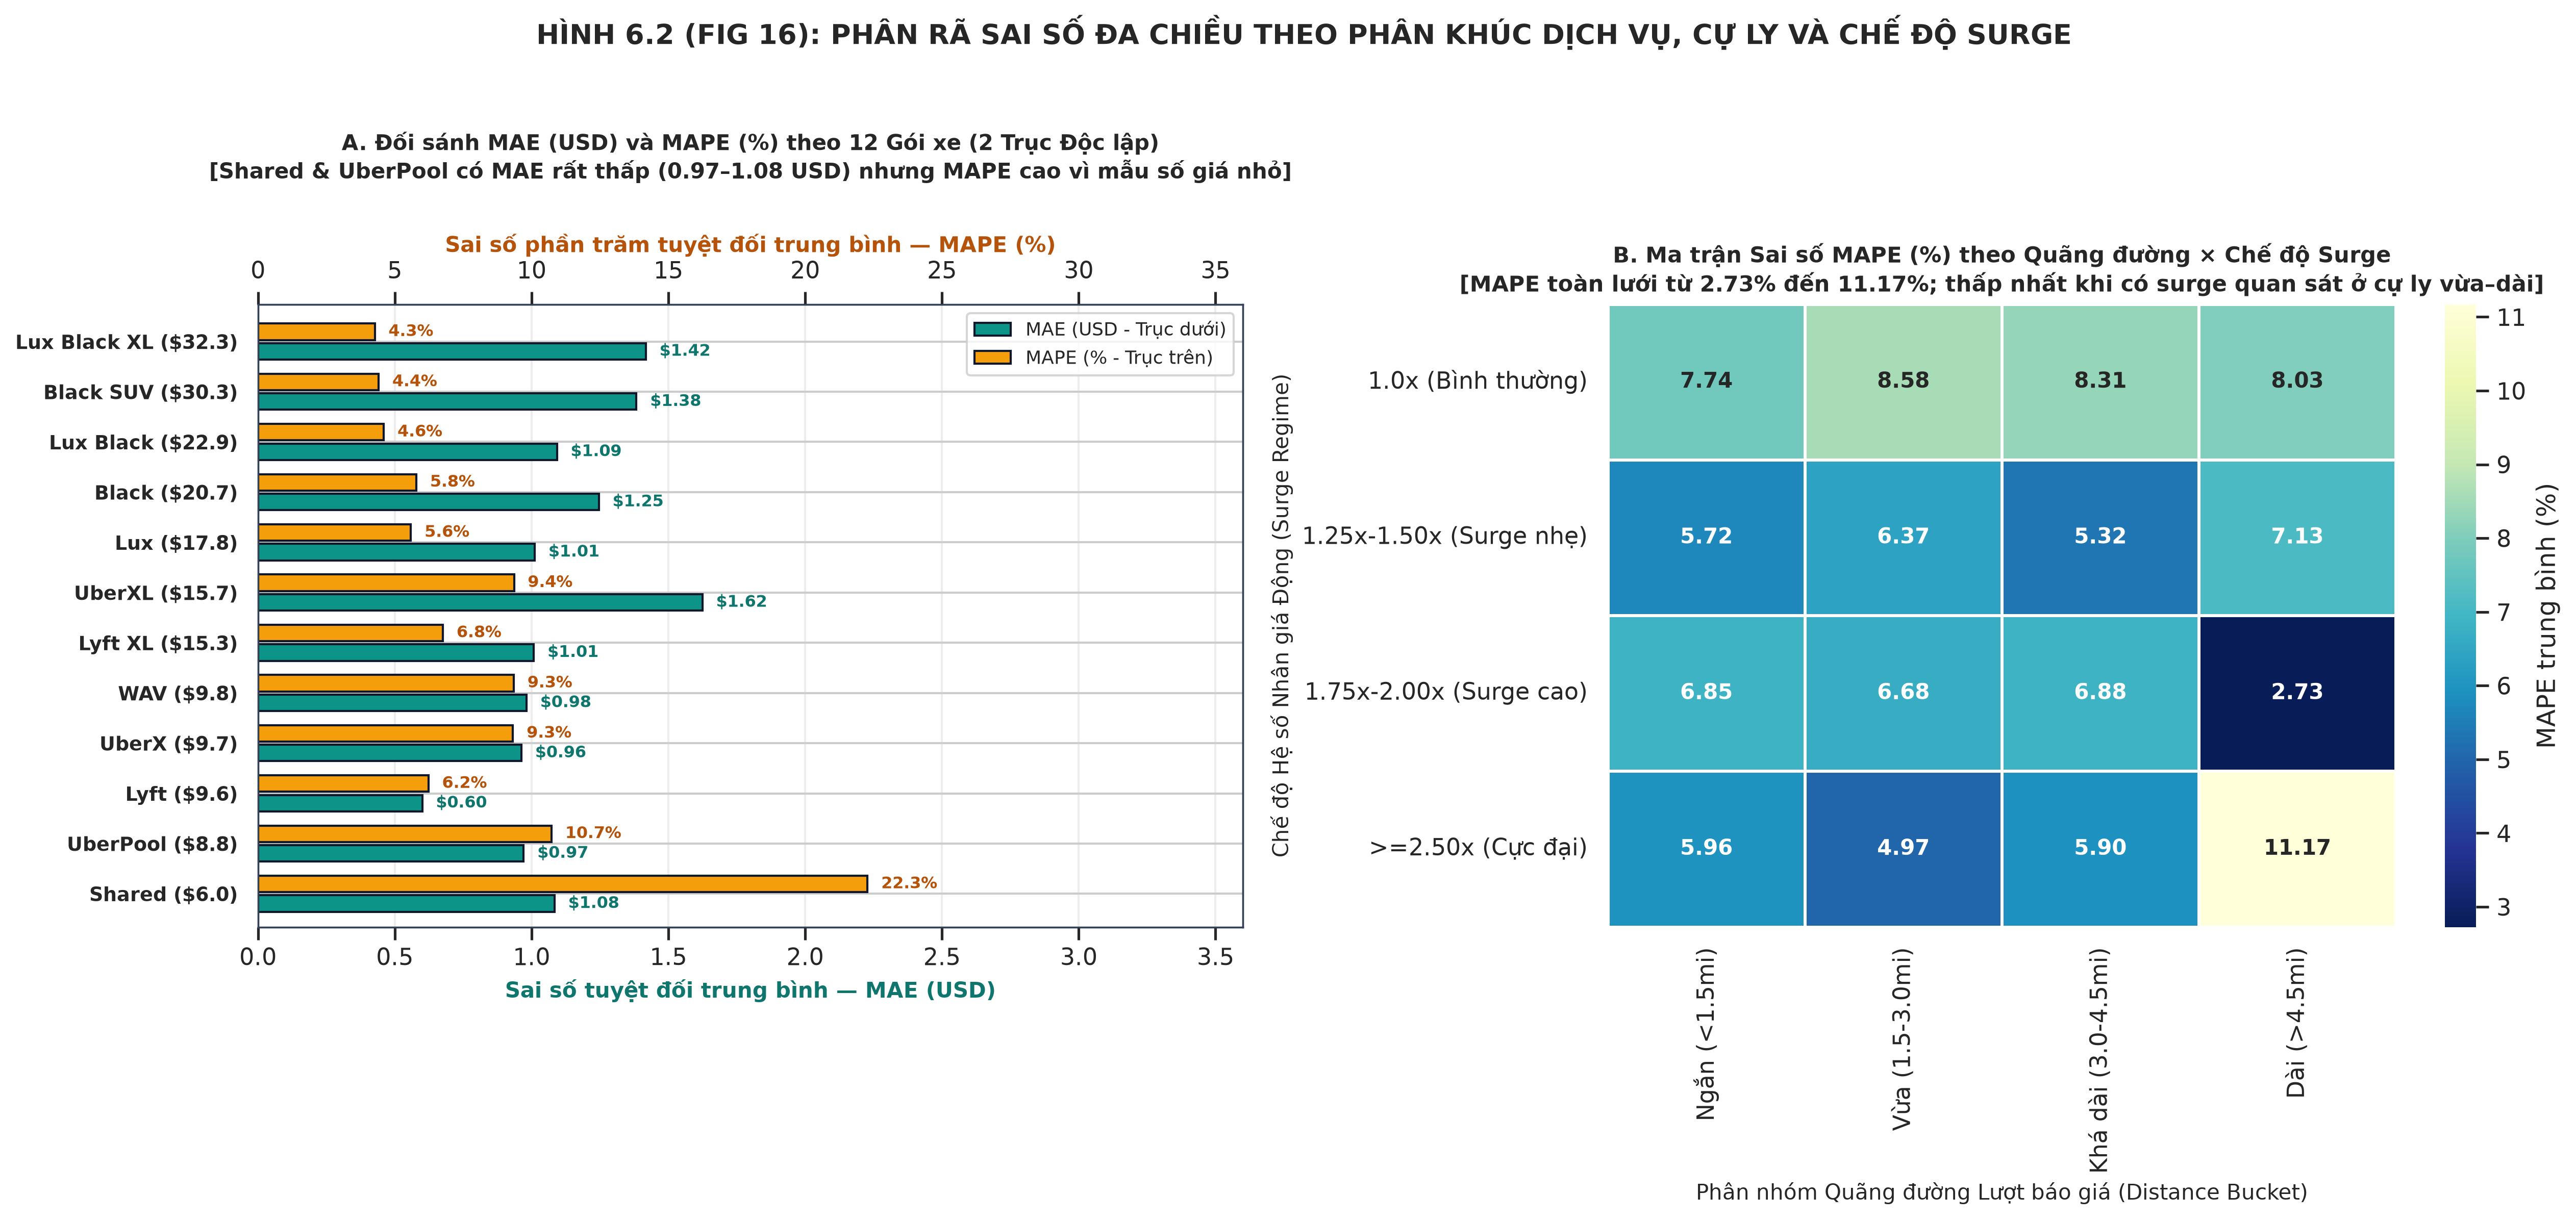 HÌNH 6.2 (FIG 16): PHÂN RÃ SAI SỐ ĐA CHIỀU THEO PHÂN KHÚC DỊCH VỤ, CỰ LY VÀ CHẾ ĐỘ SURGE
A. Đối sánh MAE (USD) và MAPE (%) theo 12 Gói xe (2 Trục Độc lập)
[Shared & UberPool có MAE rất thấp (0.97–1.08 USD) nhưng MAPE cao vì mẫu số giá nhỏ]
Sai số phần trăm tuyệt đối trung bình — MAPE (%)
0 5 10 15 20 25 30 35
MAE (USD - Trục dưới)
MAPE (% - Trục trên)
Lux Black XL ($32.3) 4.3% $1.42
Black SUV ($30.3) 4.4% $1.38
Lux Black ($22.9) 4.6% $1.09
Black ($20.7) 5.8% $1.25
Lux ($17.8) 5.6% $1.01
UberXL ($15.7) 9.4% $1.62
Lyft XL ($15.3) 6.8% $1.01
WAV ($9.8) 9.3% $0.98
UberX ($9.7) 9.3% $0.96
Lyft ($9.6) 6.2% $0.60
UberPool ($8.8) 10.7% $0.97
Shared ($6.0) 22.3% $1.08
0.0 0.5 1.0 1.5 2.0 2.5 3.0 3.5
Sai số tuyệt đối trung bình — MAE (USD)
B. Ma trận Sai số MAPE (%) theo Quãng đường × Chế độ Surge
[MAPE toàn lưới từ 2.73% đến 11.17%; thấp nhất khi có surge quan sát ở cự ly vừa–dài]
Chế độ Hệ số Nhân giá Động (Surge Regime)
1.0x (Bình thường) 7.74 8.58 8.31 8.03
1.25x-1.50x (Surge nhẹ) 5.72 6.37 5.32 7.13
1.75x-2.00x (Surge cao) 6.85 6.68 6.88 2.73
>=2.50x (Cực đại) 5.96 4.97 5.90 11.17
Ngắn (<1.5mi)
Vừa (1.5-3.0mi)
Khá dài (3.0-4.5mi)
Dài (>4.5mi)
Phân nhóm Quãng đường Lượt báo giá (Distance Bucket)
11
10
9
8
7
6
5
4
3
MAPE trung bình (%)